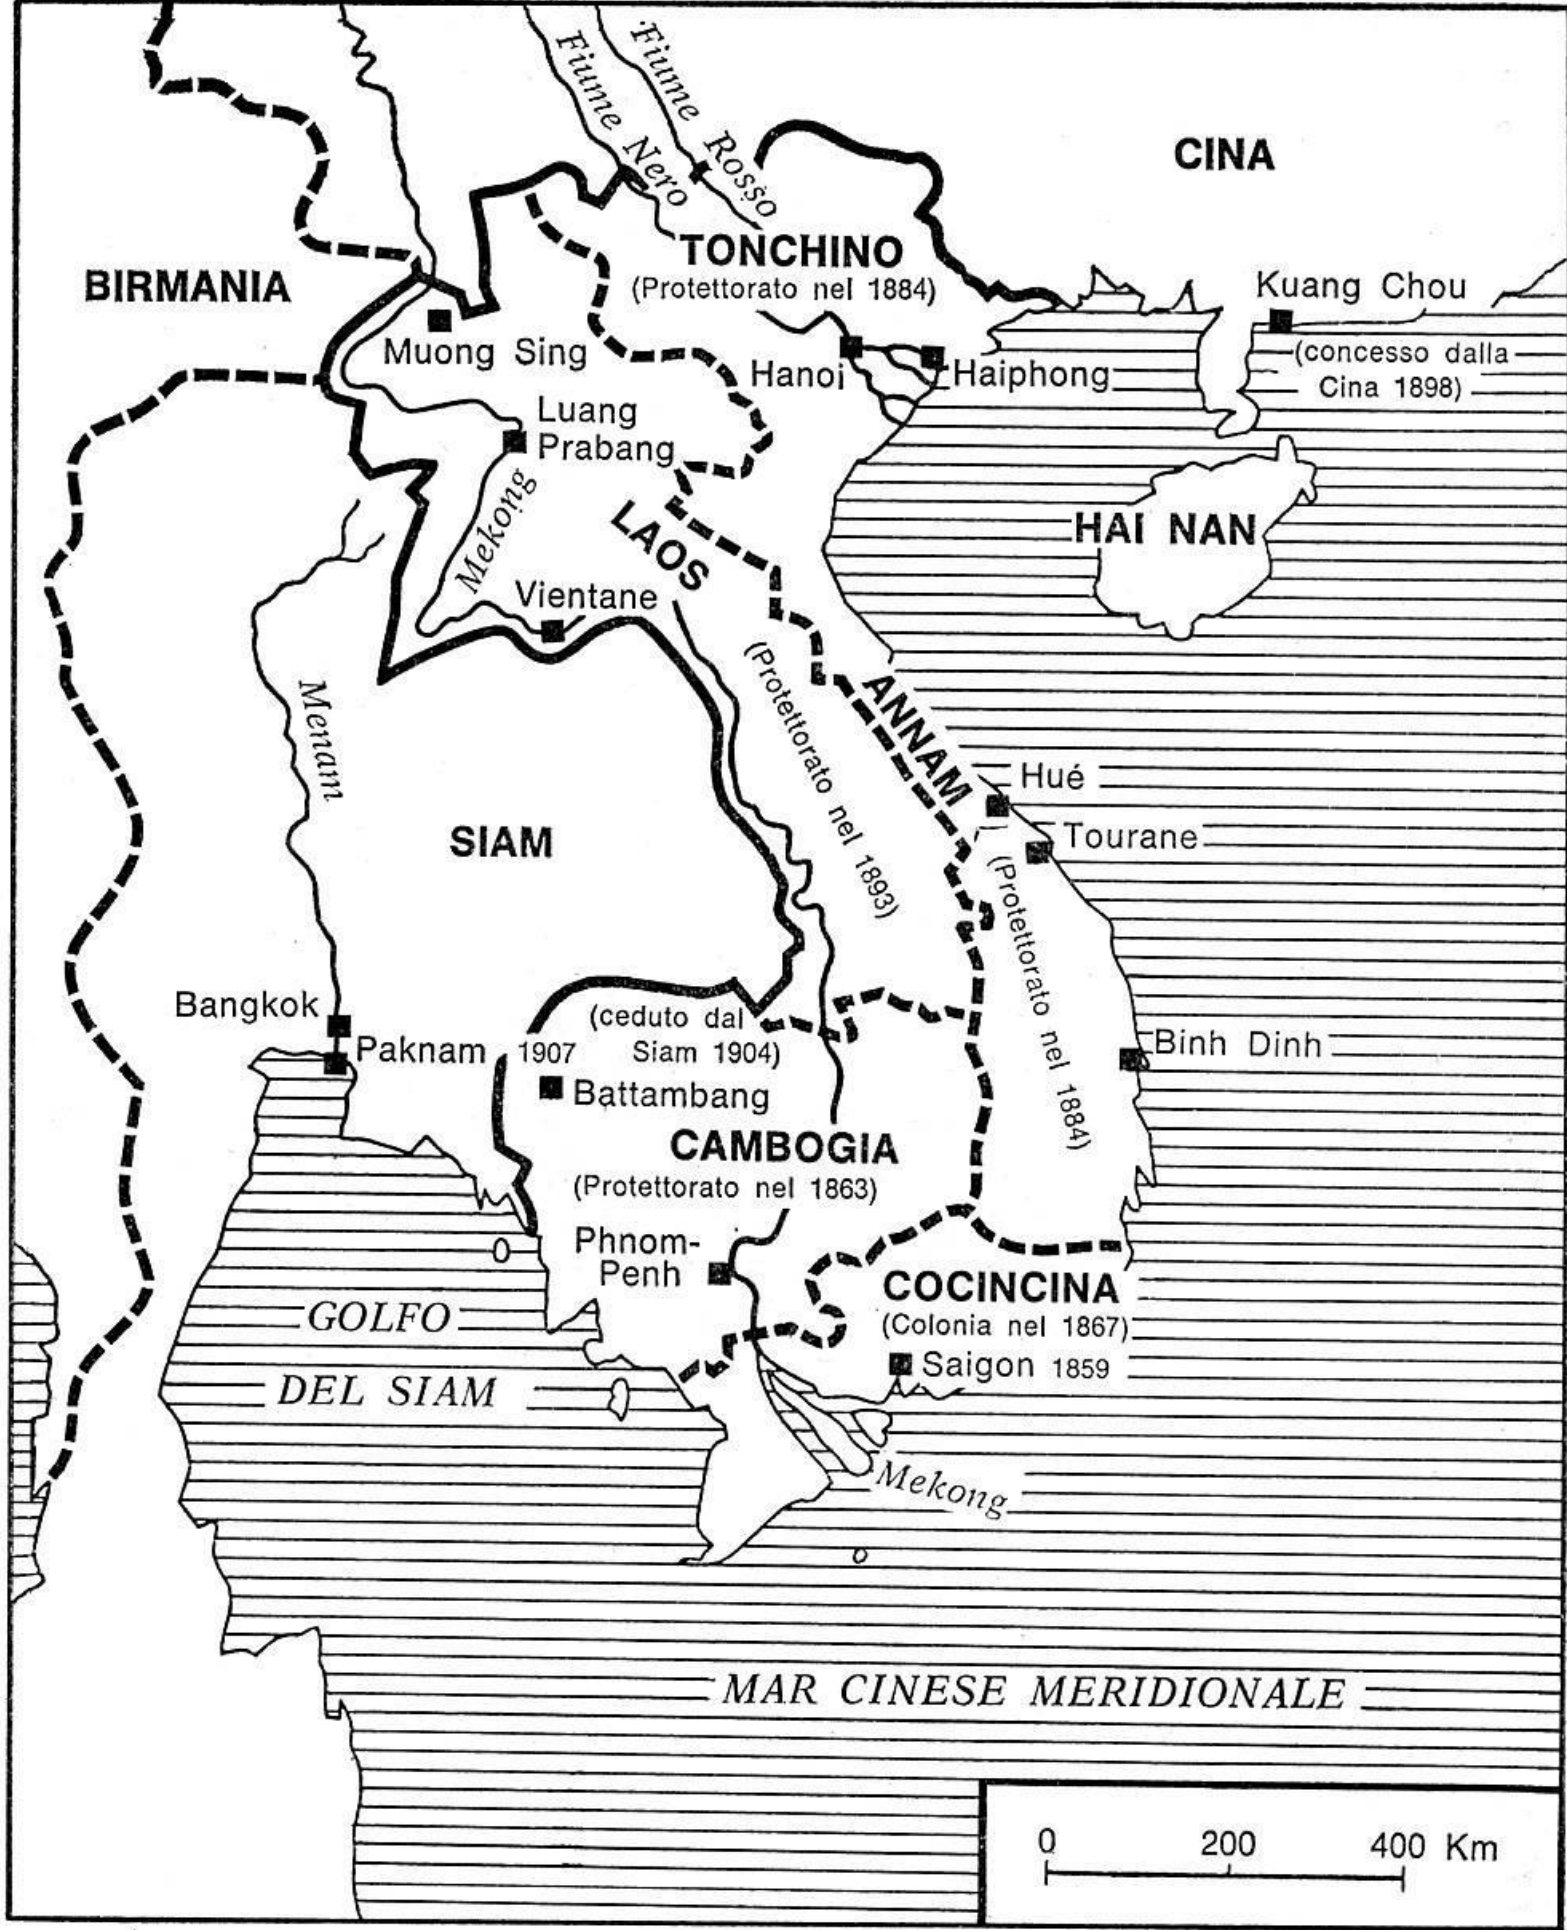 Fiume Nero
Fiume Rosso
CINA
TONCHINO
(Protettorato nel 1884)
BIRMANIA
Kuang Chou
(concesso dalla
Cina 1898)
Muong Sing
Hanoi
Haiphong
Luang
Prabang
Mekong
LAOS
HAI NAN
Vientane
(Protettorato nel 1893)
ANNAM
Menam
Hué
Tourane
SIAM
(Protettorato nel 1884)
Bangkok
Paknam
1907
(ceduto dal
Siam 1904)
Battambang
Binh Dinh
CAMBOGIA
(Protettorato nel 1863)
Phnom-
Penh
COCINCINA
(Colonia nel 1867)
Saigon 1859
GOLFO
DEL SIAM
Mekong
MAR CINESE MERIDIONALE
0 200 400 Km